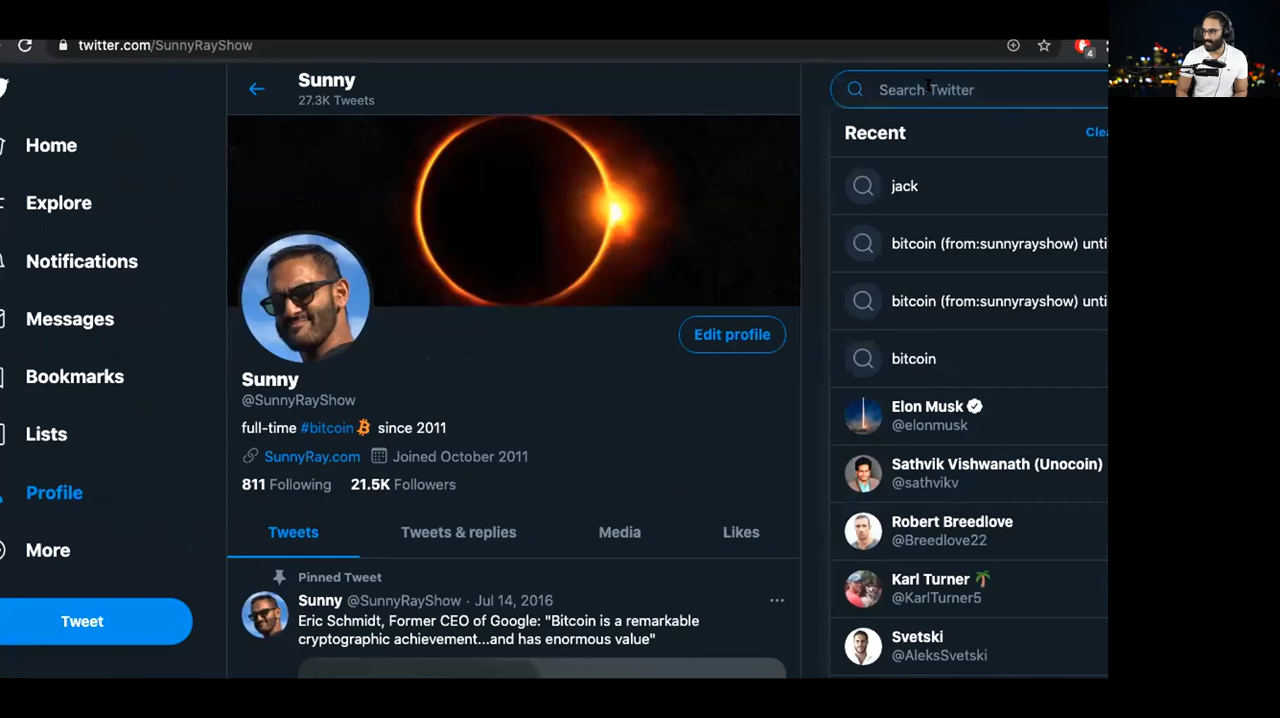 twitter.com/SunnyRayShow
4
Home
Explore
Notifications
Messages
Bookmarks
Lists
Profile
More
Tweet
Sunny
27.3K Tweets
Edit profile
Sunny
@SunnyRayShow
full-time #bitcoin since 2011
SunnyRay.com Joined October 2011
811 Following 21.5K Followers
Tweets Tweets & replies Media Likes
Pinned Tweet
Sunny @SunnyRayShow · Jul 14, 2016
Eric Schmidt, Former CEO of Google: "Bitcoin is a remarkable
cryptographic achievement...and has enormous value"
Search Twitter
Recent Clea
jack
bitcoin (from:sunnyrayshow) unti
bitcoin (from:sunnyrayshow) unti
bitcoin
Elon Musk
@elonmusk
Sathvik Vishwanath (Unocoin)
@sathvikv
Robert Breedlove
@Breedlove22
Karl Turner
@KarlTurner5
Svetski
@AleksSvetski